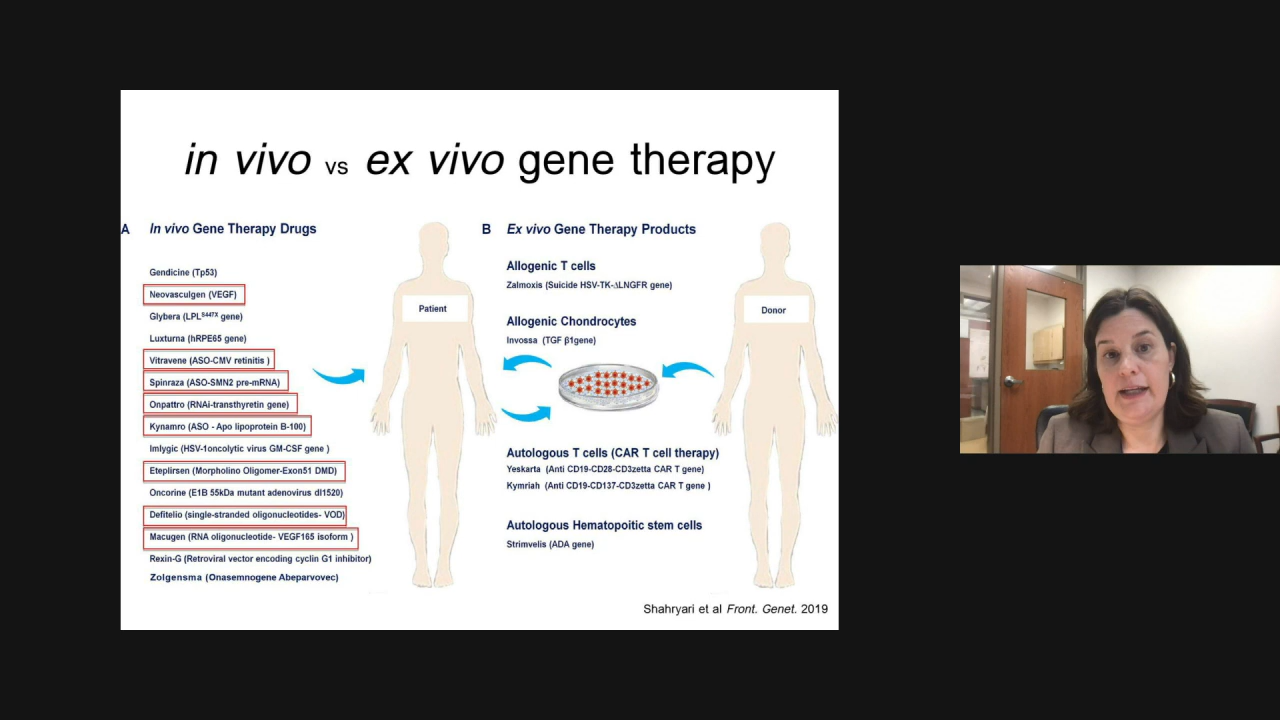 in vivo vs ex vivo gene therapy
A In vivo Gene Therapy Drugs
Gendicine (Tp53)
Neovasculgen (VEGF)
Glybera (LPLS447X gene)
Luxturna (hRPE65 gene)
Vitravene (ASO-CMV retinitis )
Spinraza (ASO-SMN2 pre-mRNA)
Onpattro (RNAi-transthyretin gene)
Kynamro (ASO - Apo lipoprotein B-100)
Imlygic (HSV-1oncolytic virus GM-CSF gene )
Eteplirsen (Morpholino Oligomer-Exon51 DMD)
Oncorine (E1B 55kDa mutant adenovirus dl1520)
Defitelio (single-stranded oligonucleotides- VOD)
Macugen (RNA oligonucleotide- VEGF165 isoform )
Rexin-G (Retroviral vector encoding cyclin G1 inhibitor)
Zolgensma (Onasemnogene Abeparvovec)
Patient
B Ex vivo Gene Therapy Products
Allogenic T cells
Zalmoxis (Suicide HSV-TK-ΔLNGFR gene)
Allogenic Chondrocytes
Invossa (TGF β1gene)
Autologous T cells (CAR T cell therapy)
Yeskarta (Anti CD19-CD28-CD3zetta CAR T gene)
Kymriah (Anti CD19-CD137-CD3zetta CAR T gene )
Autologous Hematopoitic stem cells
Strimvelis (ADA gene)
Donor
Shahryari et al Front. Genet. 2019